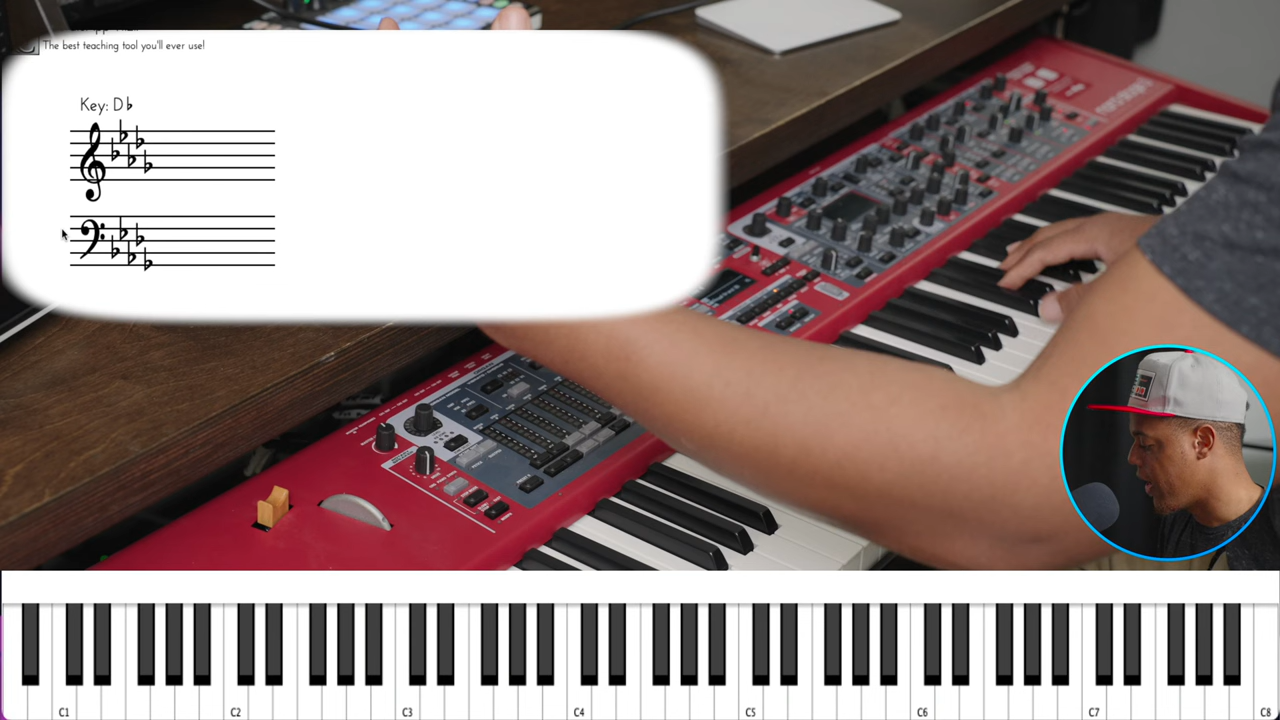 The best teaching tool you'll ever use!
Key: D♭
C1 C2 C3 C4 C5 C6 C7 C8